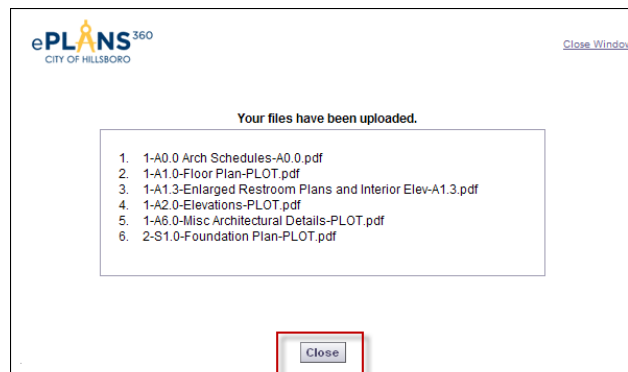 ePLANS 360
CITY OF HILLSBORO
Close Window
Your files have been uploaded.
1. 1-A0.0 Arch Schedules-A0.0.pdf
2. 1-A1.0-Floor Plan-PLOT.pdf
3. 1-A1.3-Enlarged Restroom Plans and Interior Elev-A1.3.pdf
4. 1-A2.0-Elevations-PLOT.pdf
5. 1-A6.0-Misc Architectural Details-PLOT.pdf
6. 2-S1.0-Foundation Plan-PLOT.pdf
Close